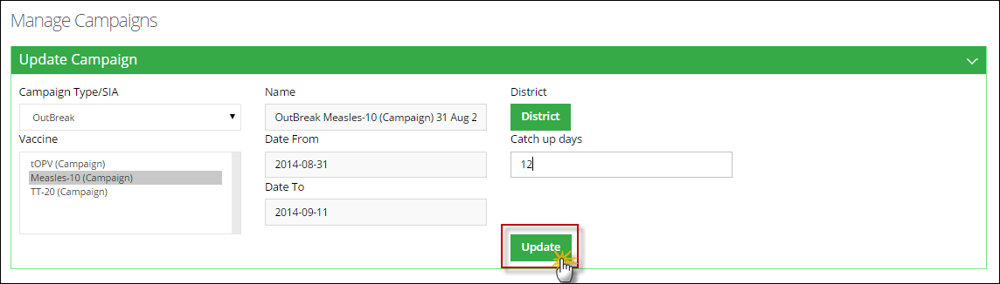 Manage Campaigns
Update Campaign
Campaign Type/SIA
OutBreak
Vaccine
tOPV (Campaign)
Measles-10 (Campaign)
TT-20 (Campaign)
Name
OutBreak Measles-10 (Campaign) 31 Aug 2
Date From
2014-08-31
Date To
2014-09-11
District
District
Catch up days
12
Update